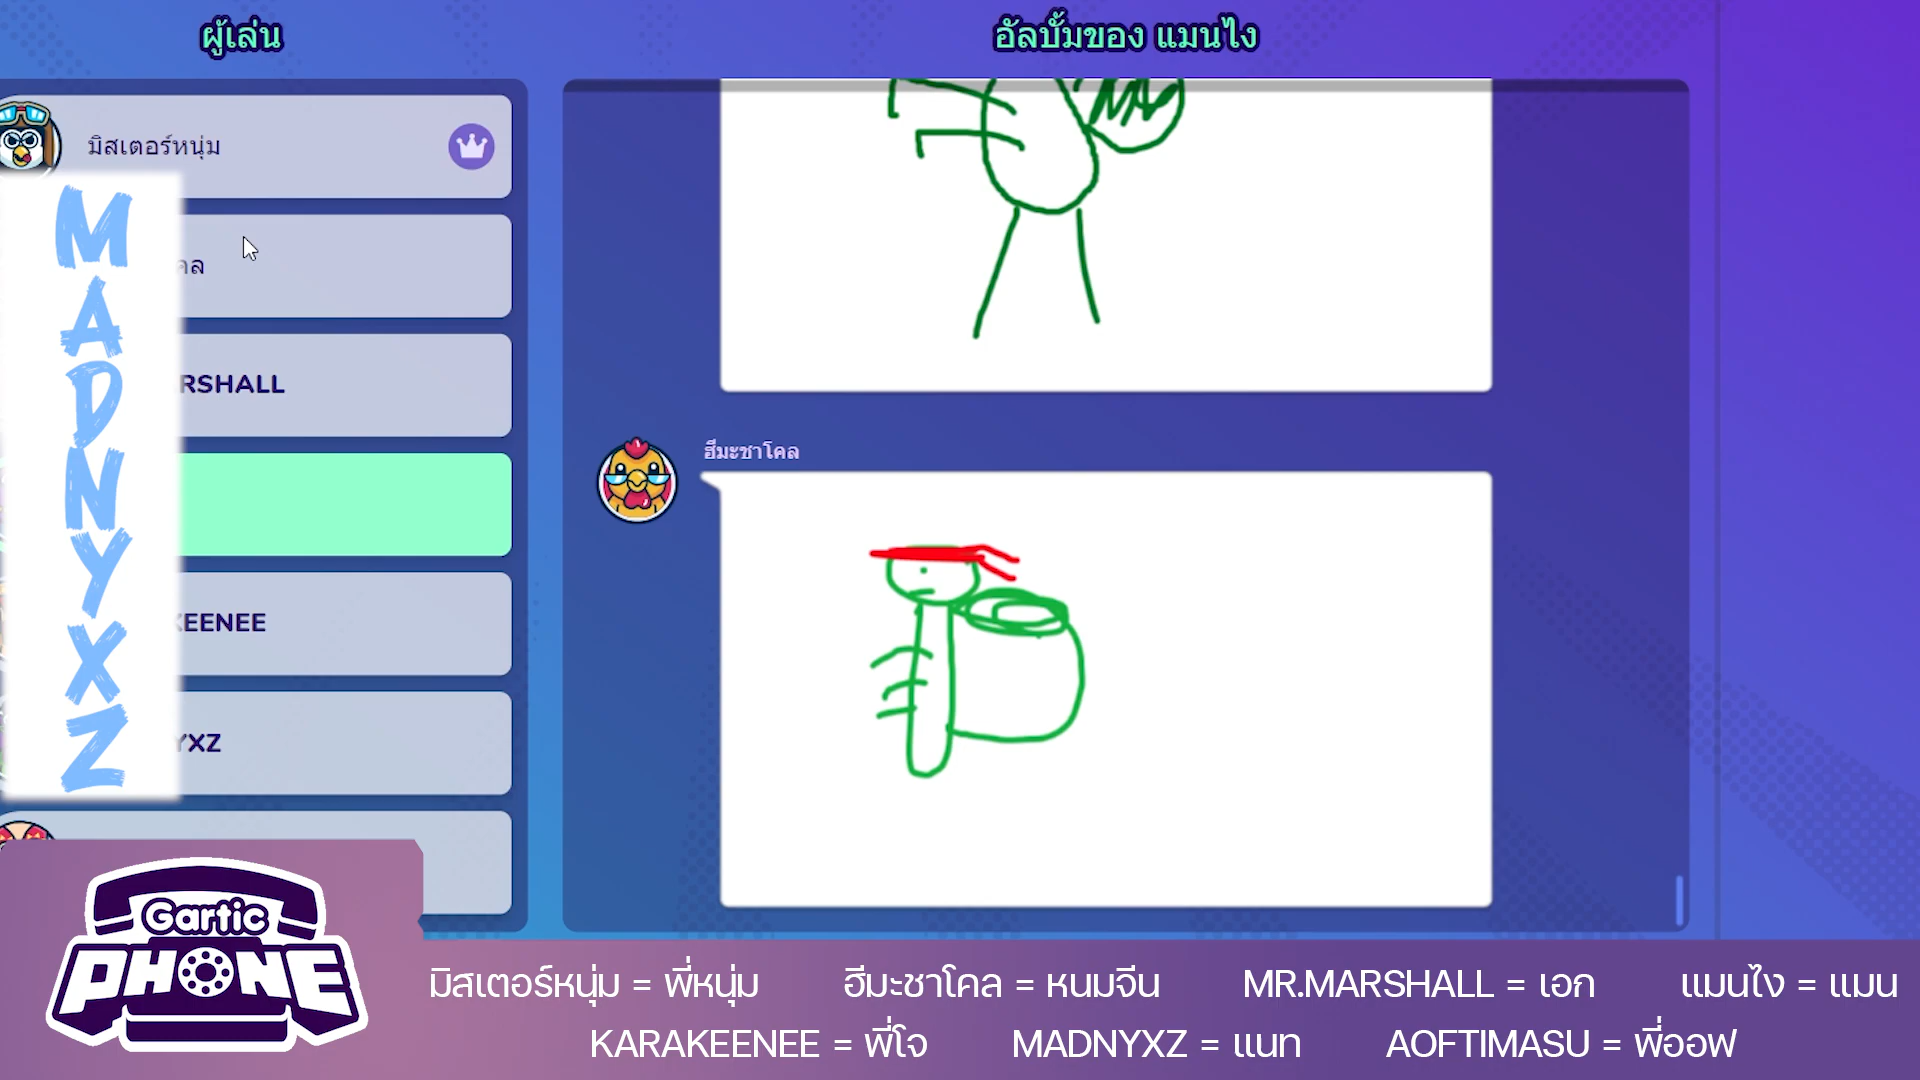 ผู้เล่น
อัลบั้มของ แมนไง
มิสเตอร์หนุ่ม
คล
RSHALL
KEENEE
YXZ
MADNYXZ
ฮีมะชาโคล
Gartic
PHONE
มิสเตอร์หนุ่ม = พี่หนุ่ม ฮีมะชาโคล = หนมจีน MR.MARSHALL = เอก แมนไง = แมน
KARAKEENEE = พี่โจ MADNYXZ = แนท AOFTIMASU = พี่ออฟ